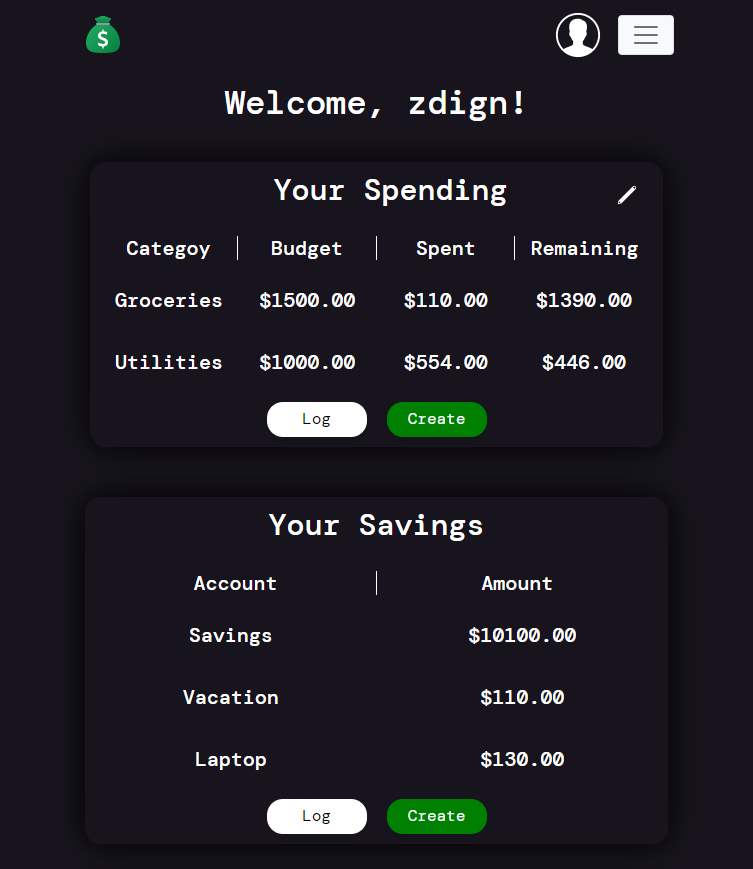 $
Welcome, zdign!
Your Spending
Categoy Budget Spent Remaining
Groceries $1500.00 $110.00 $1390.00
Utilities $1000.00 $554.00 $446.00
Log Create
Your Savings
Account Amount
Savings $10100.00
Vacation $110.00
Laptop $130.00
Log Create